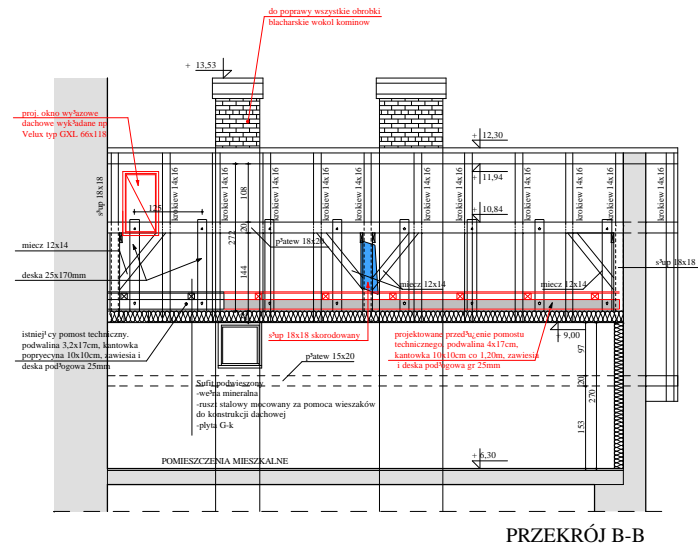 do poprawy wszystkie obrobki
blacharskie wokol kominow
+ 13,53
proj. okno wy³azowe
dachowe wyk³adane np
Velux typ GXL 66x118
+ 12,30
+ 11,94
+ 10,84
s³up 18x18
krokiew 14x16
krokiew 14x16
krokiew 14x16
krokiew 14x16
krokiew 14x16
krokiew 14x16
krokiew 14x16
krokiew 14x16
krokiew 14x16
krokiew 14x16
krokiew 14x16
125
108
20
272
144
p³atew 18x20
miecz 12x14
deska 25x170mm
miecz 12x14
miecz 12x14
s³up 18x18
istniej¹cy pomost techniczny.
podwalina 3,2x17cm, kantowka
poprycyna 10x10cm, zawiesia i
deska pod³ogowa 25mm
s³up 18x18 skorodowany
projektowane przed³u¿enie pomostu
technicznego, podwalina 4x17cm,
kantowka 10x10cm co 1,20m, zawiesia
i deska pod³ogowa gr 25mm
+ 9,00
p³atew 15x20
97
20
270
153
Sufit podwieszony
-we³na mineralna
-ruszt stalowy mocowany za pomoca wieszaków
do konstrukcji dachowej
-plyta G-k
+ 6,30
POMIESZCZENIA MIESZKALNE
PRZEKRÓJ B-B